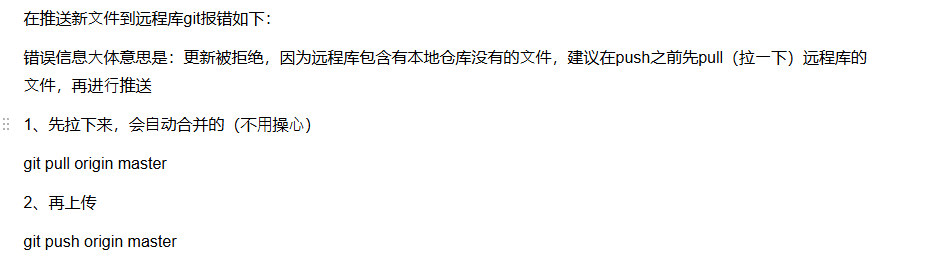 在推送新文件到远程库git报错如下：
错误信息大体意思是：更新被拒绝，因为远程库包含有本地仓库没有的文件，建议在push之前先pull（拉一下）远程库的
文件，再进行推送
1、先拉下来，会自动合并的（不用操心）
git pull origin master
2、再上传
git push origin master